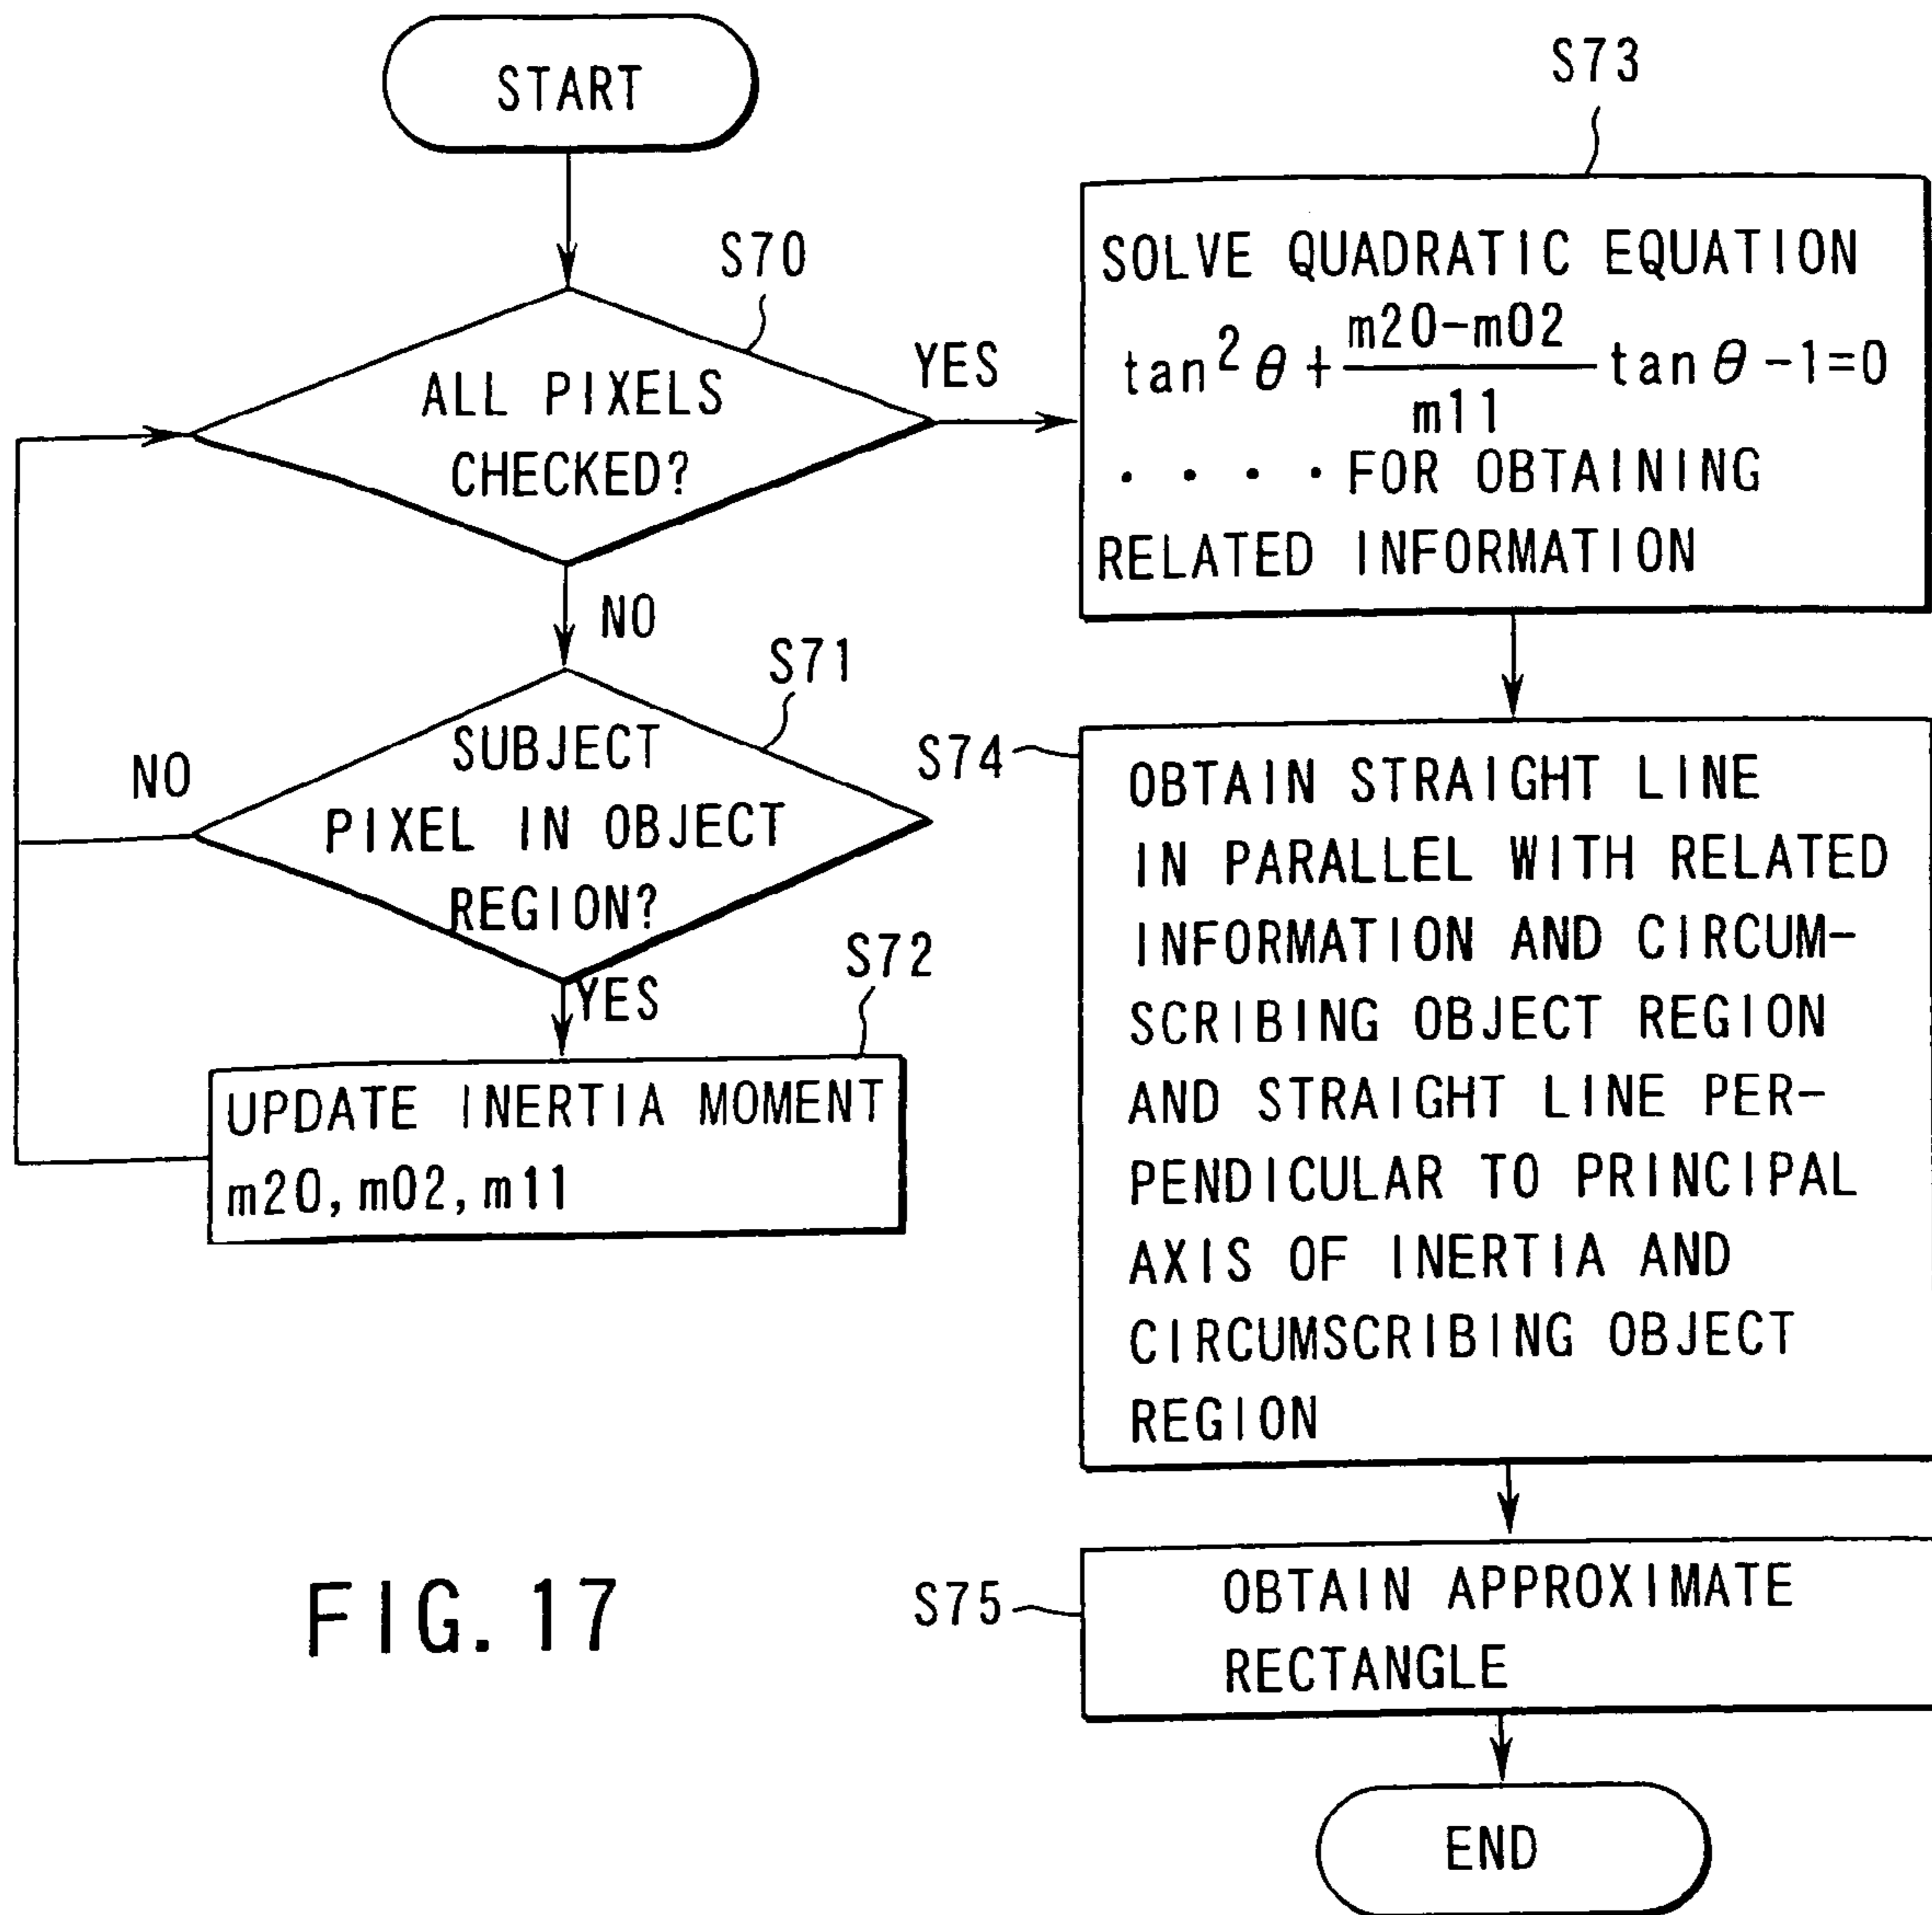 START
S70
ALL PIXELS
CHECKED?
YES
NO
S71
SUBJECT
PIXEL IN OBJECT
REGION?
NO
YES
S72
UPDATE INERTIA MOMENT
m20, m02, m11
S73
SOLVE QUADRATIC EQUATION
tan² θ + (m20-m02)/m11 tan θ -1=0
· · · · FOR OBTAINING
RELATED INFORMATION
S74
OBTAIN STRAIGHT LINE
IN PARALLEL WITH RELATED
INFORMATION AND CIRCUM-
SCRIBING OBJECT REGION
AND STRAIGHT LINE PER-
PENDICULAR TO PRINCIPAL
AXIS OF INERTIA AND
CIRCUMSCRIBING OBJECT
REGION
S75
OBTAIN APPROXIMATE
RECTANGLE
END
FIG. 17